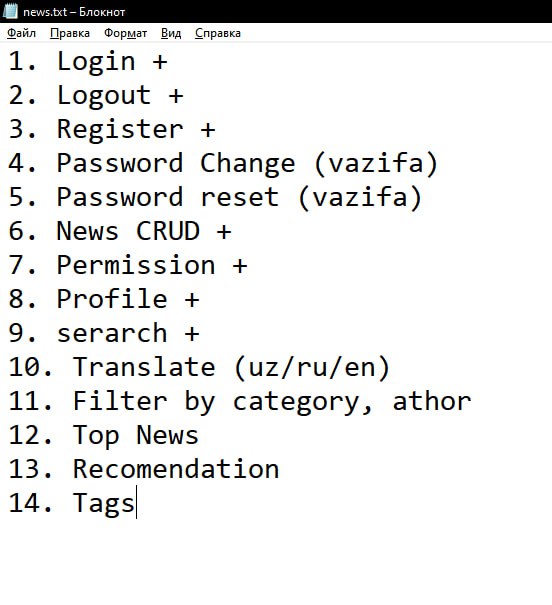 news.txt – Блокнот
Файл Правка Формат Вид Справка
1. Login +
2. Logout +
3. Register +
4. Password Change (vazifa)
5. Password reset (vazifa)
6. News CRUD +
7. Permission +
8. Profile +
9. serarch +
10. Translate (uz/ru/en)
11. Filter by category, athor
12. Top News
13. Recomendation
14. Tags